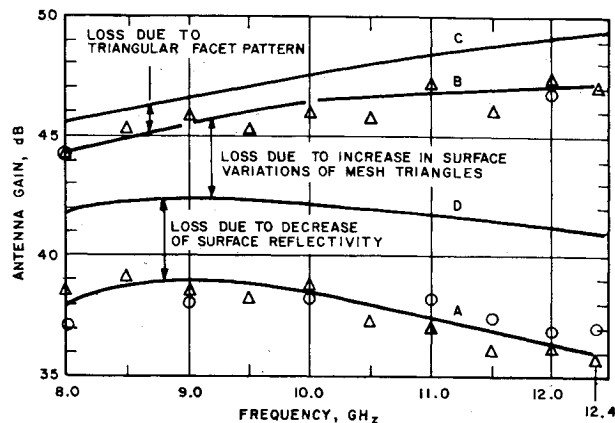 LOSS DUE TO
TRIANGULAR FACET PATTERN
C
B
LOSS DUE TO INCREASE IN SURFACE
VARIATIONS OF MESH TRIANGLES
D
LOSS DUE TO DECREASE
OF SURFACE REFLECTIVITY
A
ANTENNA GAIN, dB
50
45
40
35
8.0 9.0 10.0 11.0 12.0
12.4
FREQUENCY, GHz